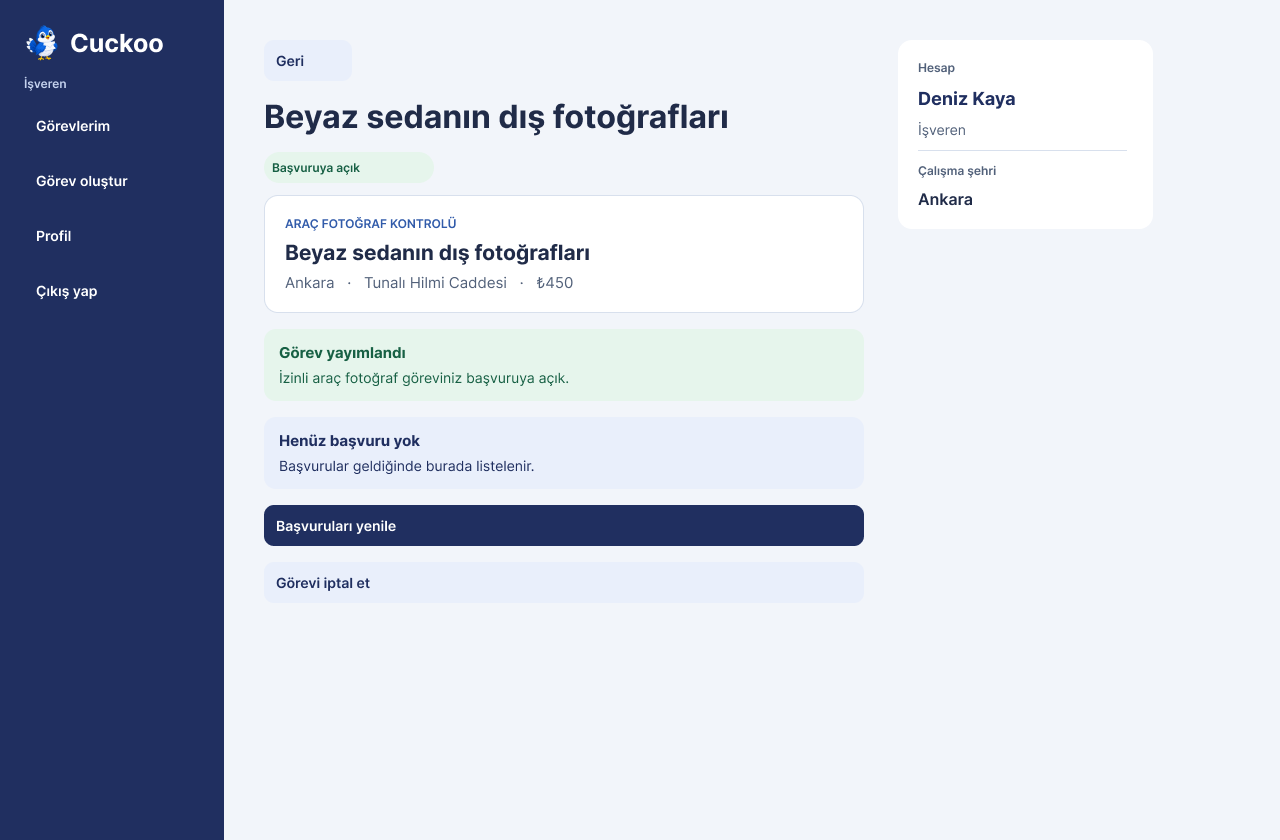 Cuckoo
İşveren
Görevlerim
Görev oluştur
Profil
Çıkış yap
Geri
Beyaz sedanın dış fotoğrafları
Başvuruya açık
ARAÇ FOTOĞRAF KONTROLÜ
Beyaz sedanın dış fotoğrafları
Ankara · Tunalı Hilmi Caddesi · ₺450
Görev yayımlandı
İzinli araç fotoğraf göreviniz başvuruya açık.
Henüz başvuru yok
Başvurular geldiğinde burada listelenir.
Başvuruları yenile
Görevi iptal et
Hesap
Deniz Kaya
İşveren
Çalışma şehri
Ankara